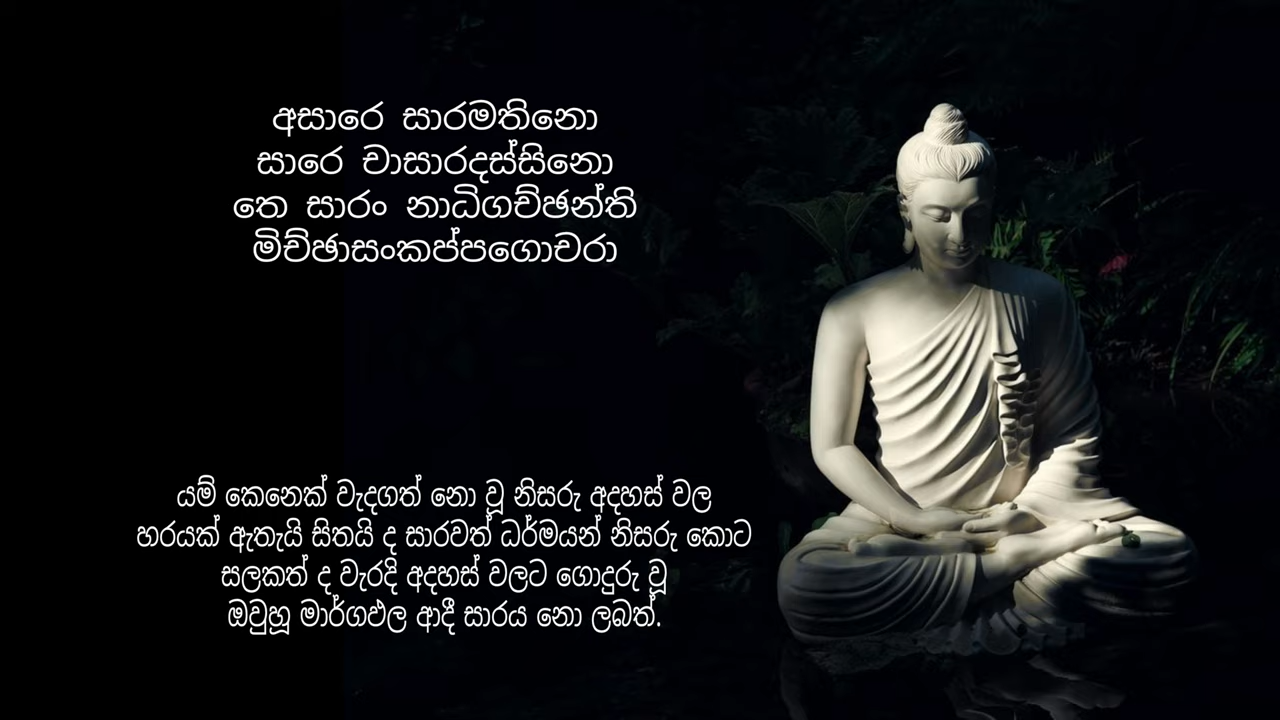 අසාරෙ සාරමතිනො
සාරෙ චාසාරදස්සිනො
තෙ සාරං නාධිගච්ඡන්ති
මිච්ඡාසංකප්පගොචරා
යම් කෙනෙක් වැදගත් නො වූ නිසරු අදහස් වල
හරයක් ඇතැයි සිතයි ද සාරවත් ධර්මයන් නිසරු කොට
සලකත් ද වැරදි අදහස් වලට ගොදුරු වූ
ඔවුහූ මාර්ගඵල ආදී සාරය නො ලබත්.